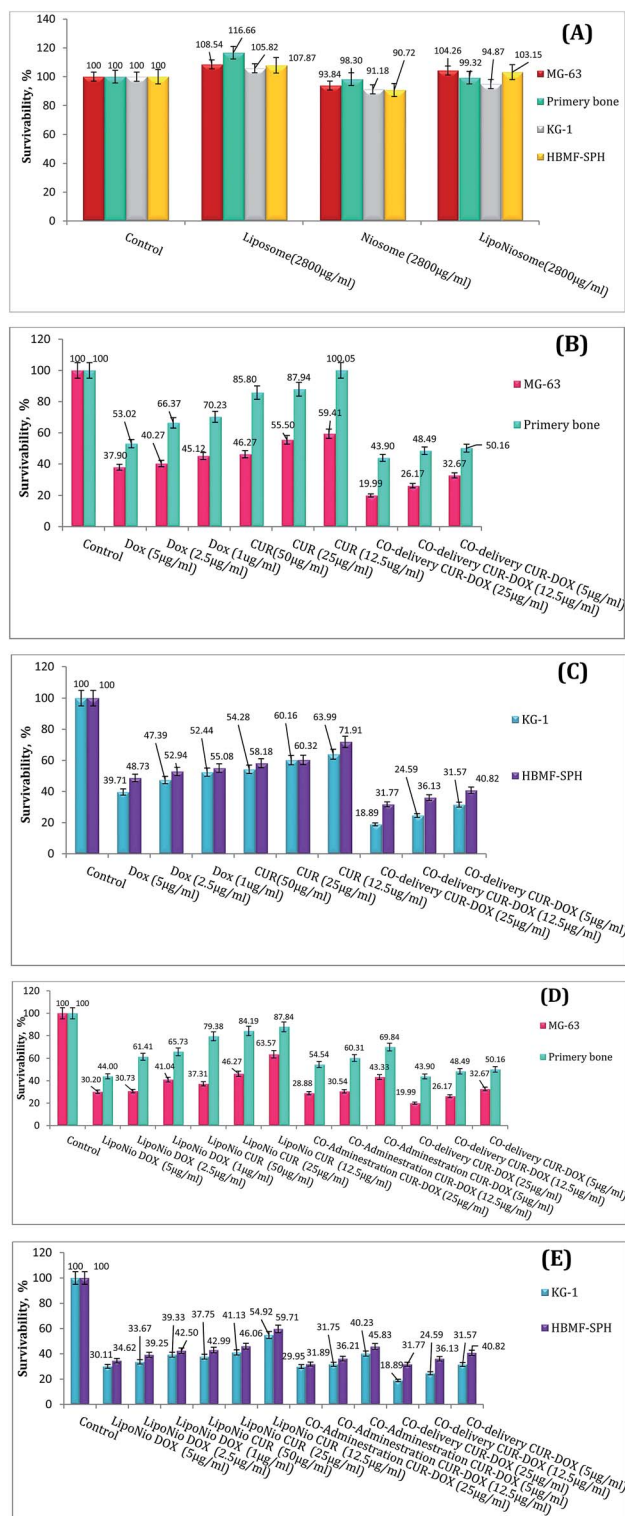 (A)
Survivability, %
140
120
100
80
60
40
20
0
100 100 100 100
108.54 116.66 105.82 107.87
93.84 98.30 91.18 90.72
104.26 99.32 94.87 103.15
Control
Liposome(2800µg/ml)
Niosome (2800µg/ml)
LipoNiosome(2800µg/ml)
MG-63
Primery bone
KG-1
HBMF-SPH
(B)
Survivability, %
120
100
80
60
40
20
0
100 100
37.90 53.02
40.27 66.37
45.12 70.23
46.27 85.80
55.50 87.94
59.41 100.05
19.99 43.90
26.17 48.49
32.67 50.16
Control
Dox (5µg/ml)
Dox (2.5µg/ml)
Dox (1ug/ml)
CUR(50µg/ml)
CUR (25µg/ml)
CUR (12.5ug/ml)
CO-delivery CUR-DOX (25µg/ml)
CO-delivery CUR-DOX (12.5µg/ml)
CO-delivery CUR-DOX (5µg/ml)
MG-63
Primery bone
(C)
Survivability, %
120
100
80
60
40
20
0
100 100
39.71 48.73
47.39 52.94
52.44 55.08
54.28 58.18
60.16 60.32
63.99 71.91
18.89 31.77
24.59 36.13
31.57 40.82
Control
Dox (5µg/ml)
Dox (2.5µg/ml)
Dox (1ug/ml)
CUR(50µg/ml)
CUR (25µg/ml)
CUR (12.5ug/ml)
CO-delivery CUR-DOX (25µg/ml)
CO-delivery CUR-DOX (12.5µg/ml)
CO-delivery CUR-DOX (5µg/ml)
KG-1
HBMF-SPH
(D)
Survivability, %
120
100
80
60
40
20
0
100 100
30.20 44.00
30.73 61.41
41.04 65.73
37.31 79.38
46.27 84.19
63.57 87.84
28.88 54.54
30.54 60.31
43.33 69.84
19.99 43.90
26.17 48.49
32.67 50.16
Control
LipoNio DOX (5µg/ml)
LipoNio DOX (2.5µg/ml)
LipoNio DOX (1µg/ml)
LipoNio CUR (50µg/ml)
LipoNio CUR (25µg/ml)
LipoNio CUR (12.5µg/ml)
CO-Adminestration CUR-DOX (25µg/ml)
CO-Adminestration CUR-DOX (12.5µg/ml)
CO-Adminestration CUR-DOX (5µg/ml)
CO-delivery CUR-DOX (25µg/ml)
CO-delivery CUR-DOX (12.5µg/ml)
CO-delivery CUR-DOX (5µg/ml)
MG-63
Primery bone
(E)
Survivability, %
120
100
80
60
40
20
0
100 100
30.11 34.62
33.67 39.25
39.33 42.50
37.75 42.99
41.13 46.06
54.92 59.71
29.95 31.89
31.75 36.21
40.23 45.83
18.89 31.77
24.59 36.13
31.57 40.82
Control
LipoNio DOX (5µg/ml)
LipoNio DOX (2.5µg/ml)
LipoNio DOX (1µg/ml)
LipoNio CUR (50µg/ml)
LipoNio CUR (25µg/ml)
LipoNio CUR (12.5µg/ml)
CO-Administration CUR-DOX (25µg/ml)
CO-Administration CUR-DOX (12.5µg/ml)
CO-Administration CUR-DOX (5µg/ml)
CO-delivery CUR-DOX (25µg/ml)
CO-delivery CUR-DOX (12.5µg/ml)
CO-delivery CUR-DOX (5µg/ml)
KG-1
HBMF-SPH